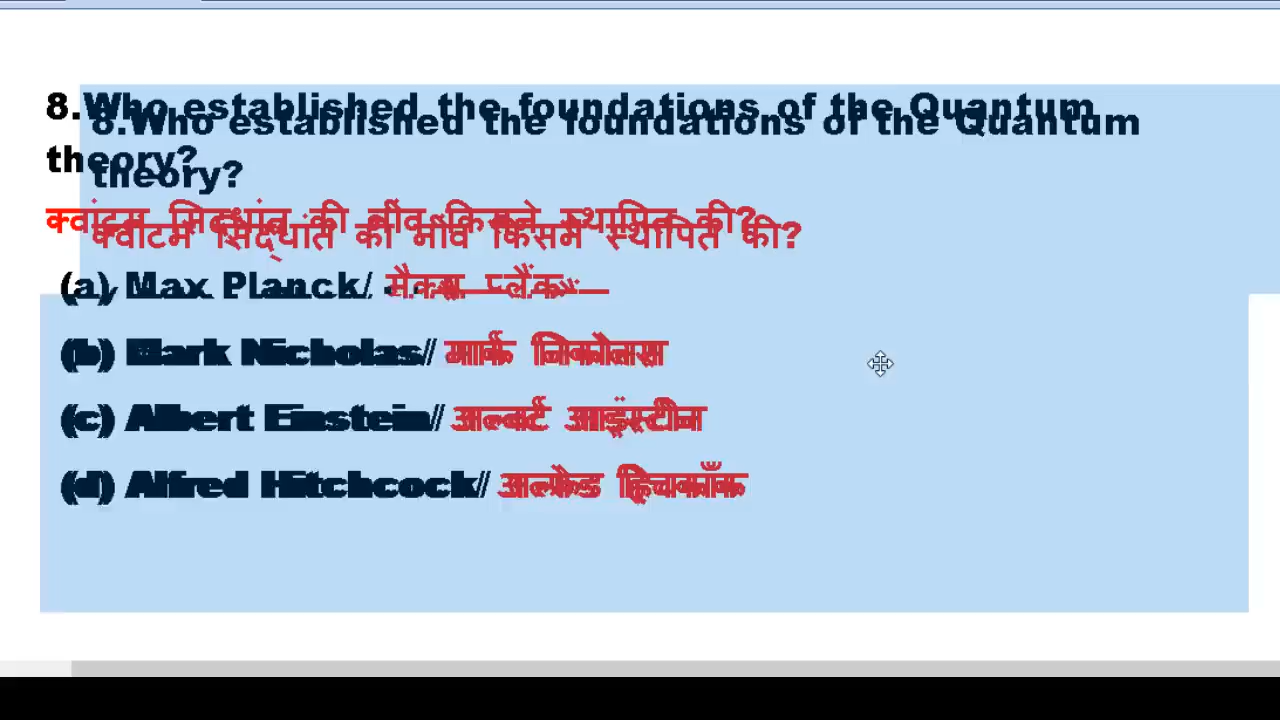 8.Who established the foundations of the Quantum
theory?
क्वांटम सिद्धांत की नींव किसने स्थापित की?
(a) Max Planck/ मैक्स प्लैंक
(b) Mark Nicholas/ मार्क निकोलस
(c) Albert Einstein/ अल्बर्ट आइंस्टीन
(d) Alfred Hitchcock/ अल्फ्रेड हिचकॉक